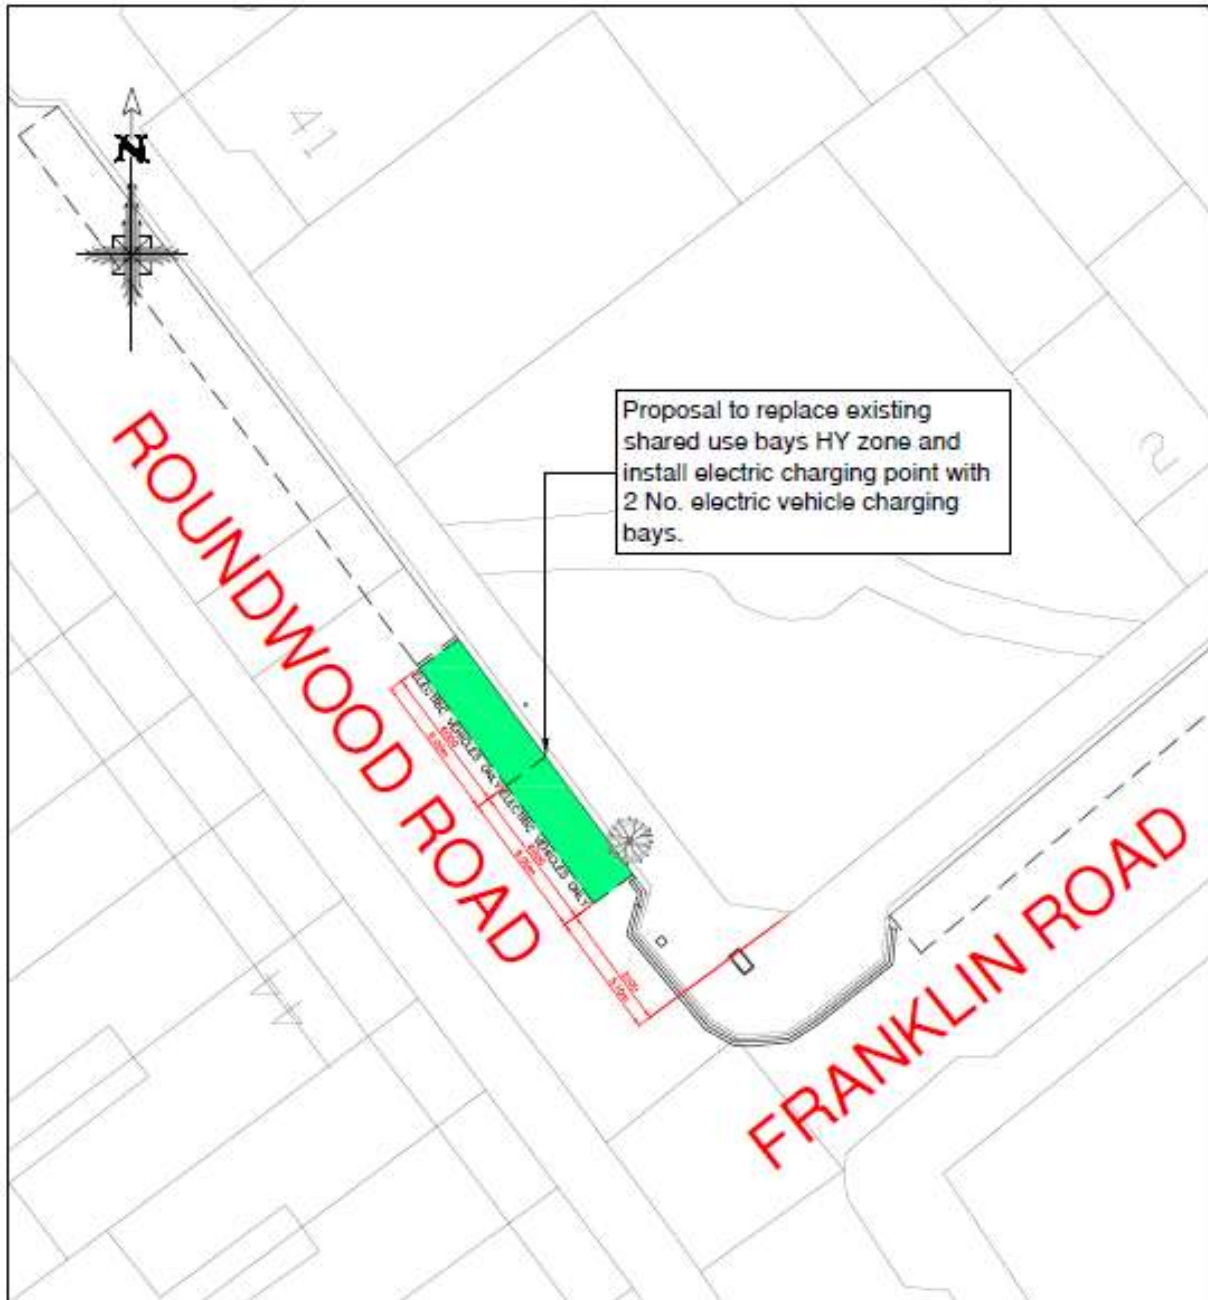 41
N
Proposal to replace existing
shared use bays HY zone and
install electric charging point with
2 No. electric vehicle charging
bays.
2
ROUNDWOOD ROAD
ELECTRIC VEHICLES ONLY
ELECTRIC VEHICLES ONLY
FRANKLIN ROAD